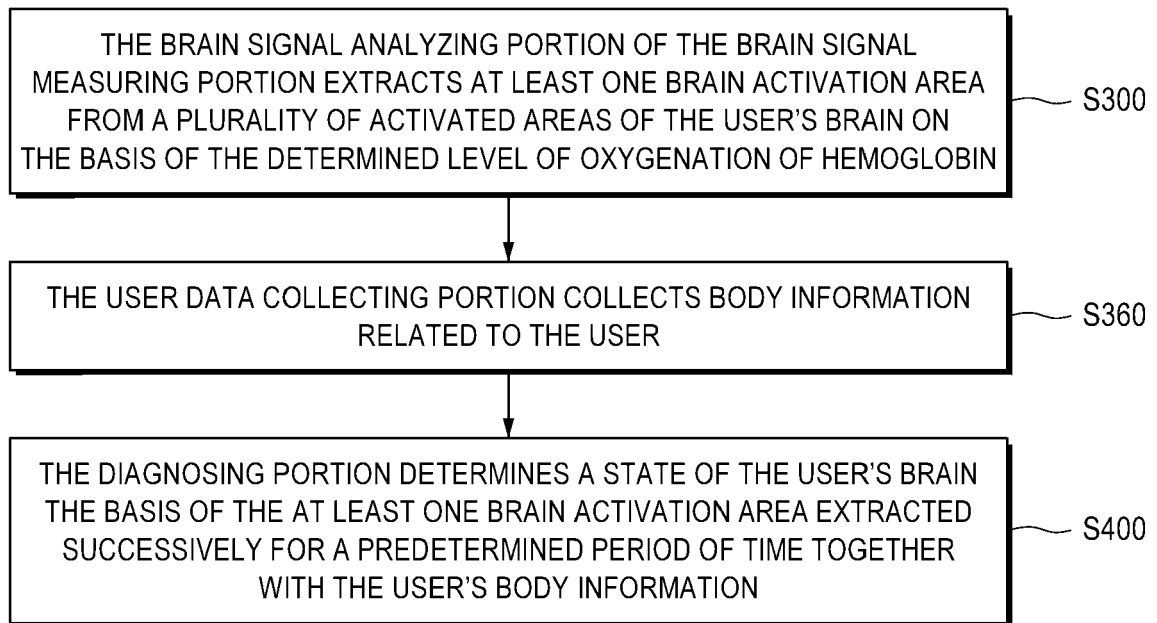 THE BRAIN SIGNAL ANALYZING PORTION OF THE BRAIN SIGNAL
MEASURING PORTION EXTRACTS AT LEAST ONE BRAIN ACTIVATION AREA
FROM A PLURALITY OF ACTIVATED AREAS OF THE USER'S BRAIN ON
THE BASIS OF THE DETERMINED LEVEL OF OXYGENATION OF HEMOGLOBIN
S300
THE USER DATA COLLECTING PORTION COLLECTS BODY INFORMATION
RELATED TO THE USER
S360
THE DIAGNOSING PORTION DETERMINES A STATE OF THE USER'S BRAIN
THE BASIS OF THE AT LEAST ONE BRAIN ACTIVATION AREA EXTRACTED
SUCCESSIVELY FOR A PREDETERMINED PERIOD OF TIME TOGETHER
WITH THE USER'S BODY INFORMATION
S400